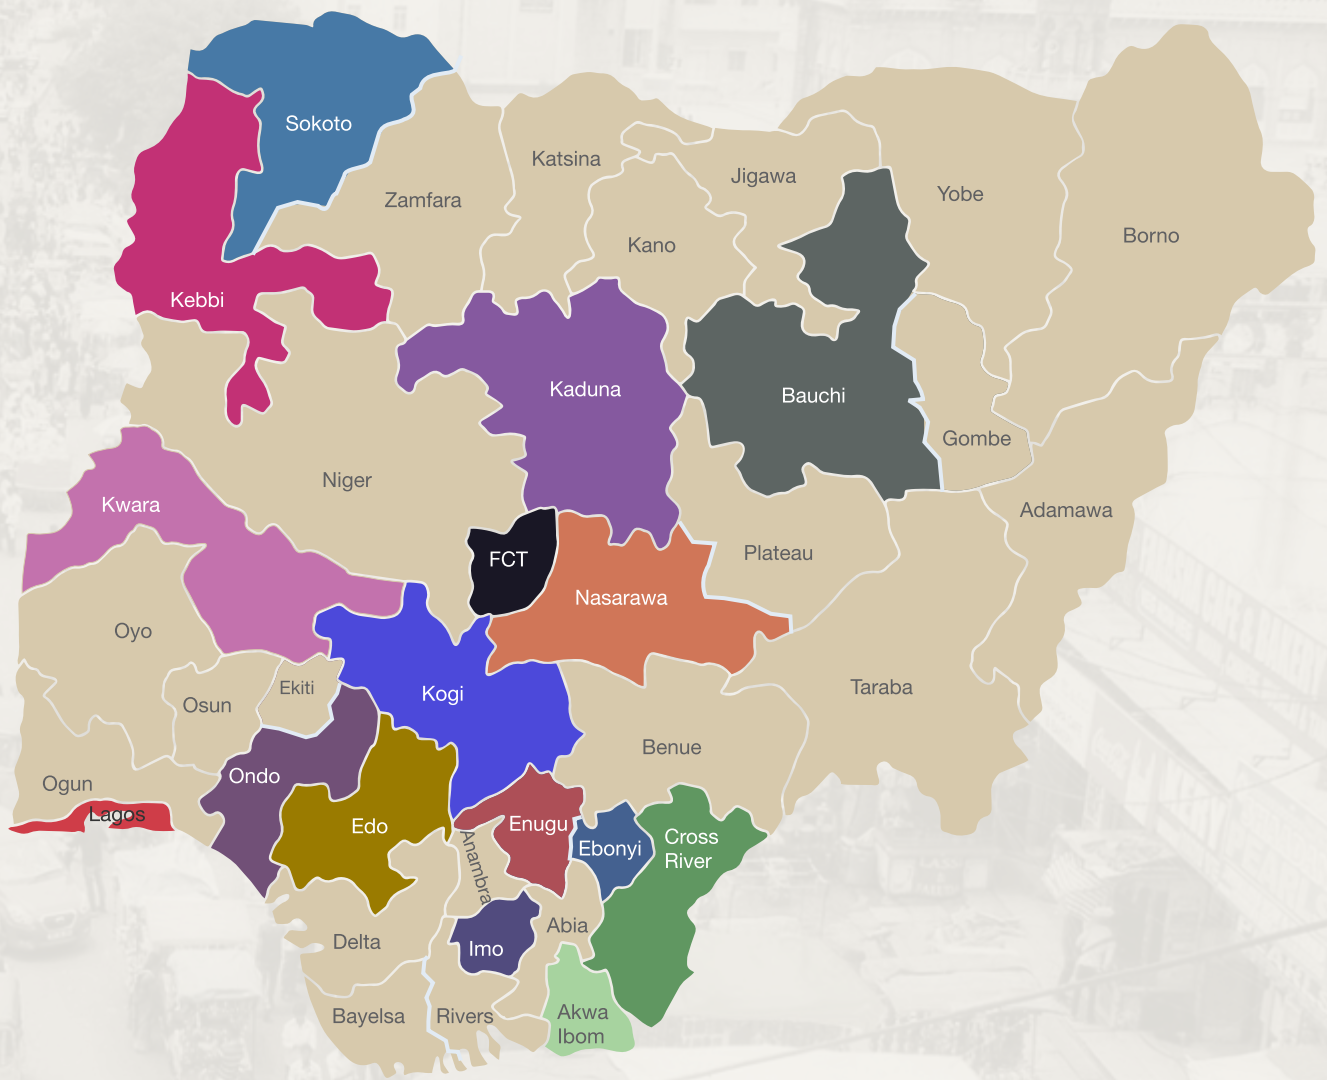 Sokoto
Katsina
Jigawa
Zamfara
Yobe
Kano
Borno
Kebbi
Kaduna
Bauchi
Gombe
Niger
Kwara
Adamawa
Plateau
FCT
Nasarawa
Oyo
Ekiti
Kogi
Taraba
Osun
Benue
Ondo
Ogun
Lagos
Edo
Enugu
Cross
River
Ebonyi
Anambra
Abia
Delta
Imo
Akwa
Ibom
Bayelsa
Rivers